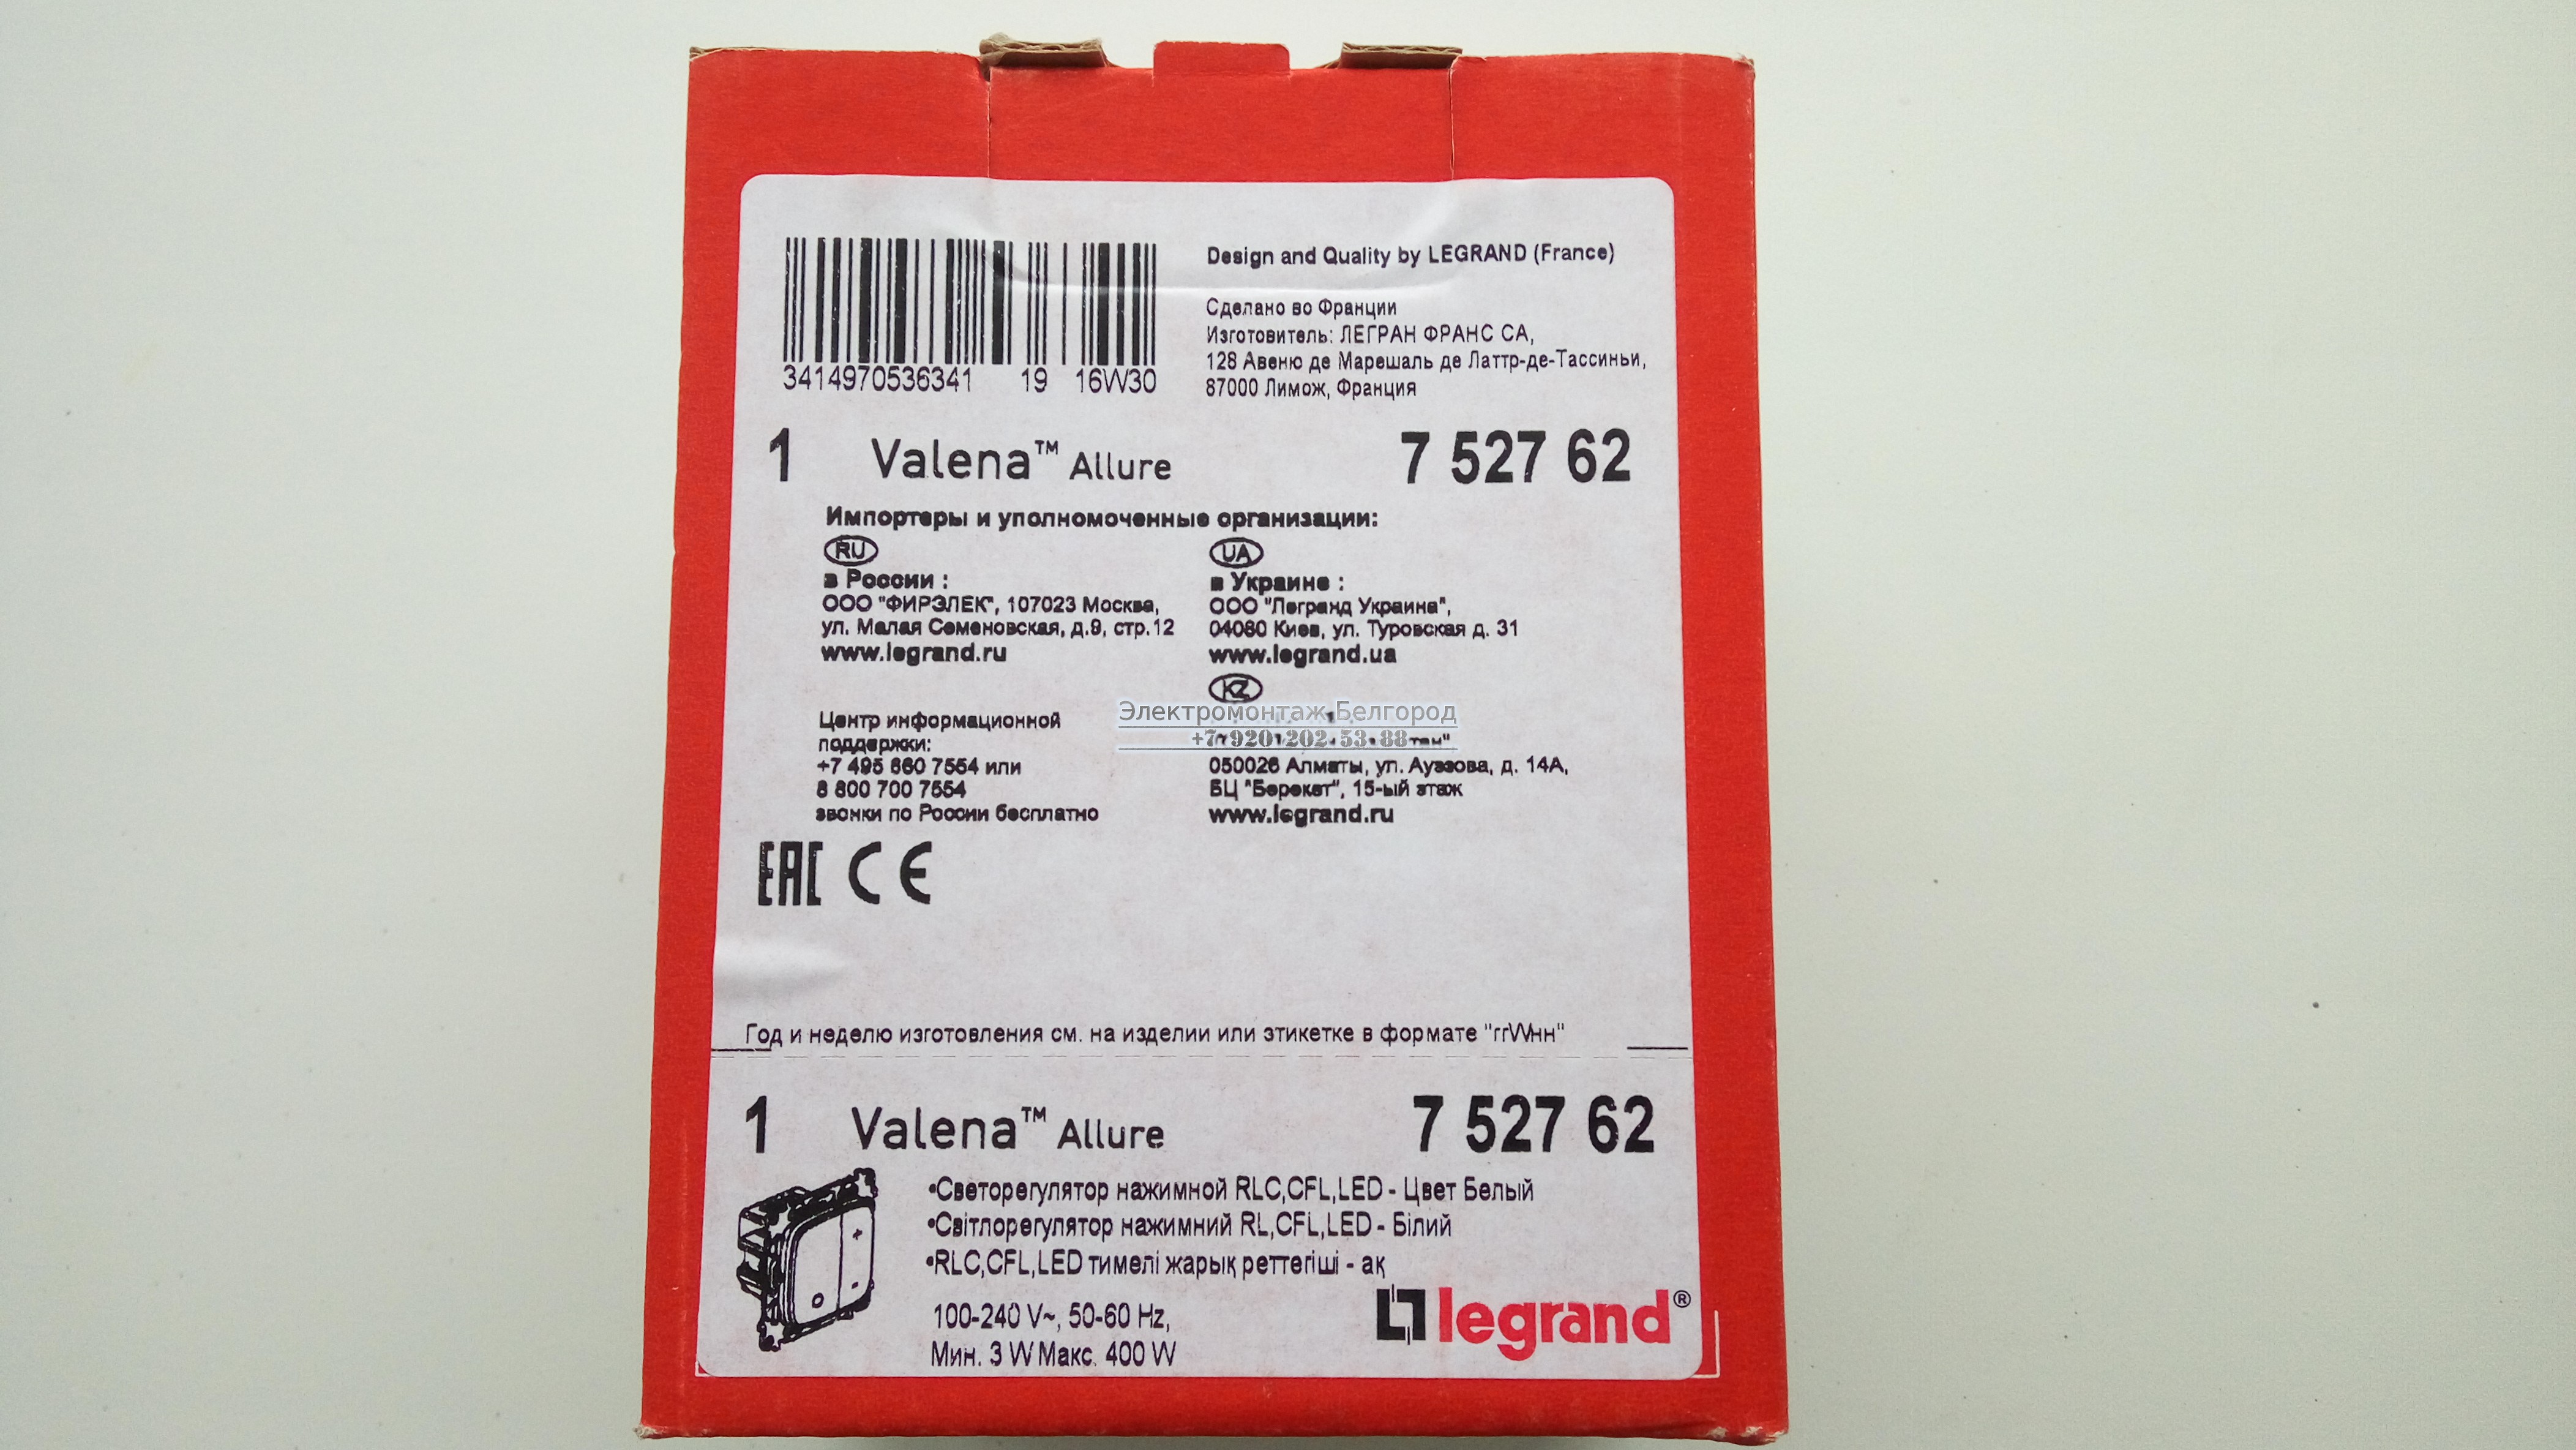 3414970536341 19 16W30
Design and Quality by LEGRAND (France)
Сделано во Франции
Изготовитель: ЛЕГРАН ФРАНС СА,
128 Авеню де Марешаль де Латтр-де-Тассиньи,
87000 Лимож, Франция
1 Valena™ Allure 7 527 62
Импортеры и уполномоченные организации:
RU
в России :
ООО "ФИРЭЛЕК", 107023 Москва,
ул. Малая Семеновская, д.9, стр.12
www.legrand.ru
UA
в Украине :
ООО "Легранд Украина",
04080 Киев, ул. Туровская д. 31
www.legrand.ua
Центр информационной
поддержки:
+7 495 660 7554 или
8 800 700 7554
звонки по России бесплатно
KZ
Электромонтаж Белгород
+7 920 202-53-88
050026 Алматы, ул. Ауэзова, д. 14А,
БЦ "Берекет", 15-ый этаж
www.legrand.ru
EAC CE
Год и неделю изготовления см. на изделии или этикетке в формате "ггWнн"
1 Valena™ Allure 7 527 62
•Светорегулятор нажимной RLC,CFL,LED - Цвет Белый
•Світлорегулятор нажимний RL,CFL,LED - Білий
•RLC,CFL,LED тимелі жарық реттегіші - ақ
100-240 V~, 50-60 Hz,
Мин. 3 W Макс. 400 W
legrand®